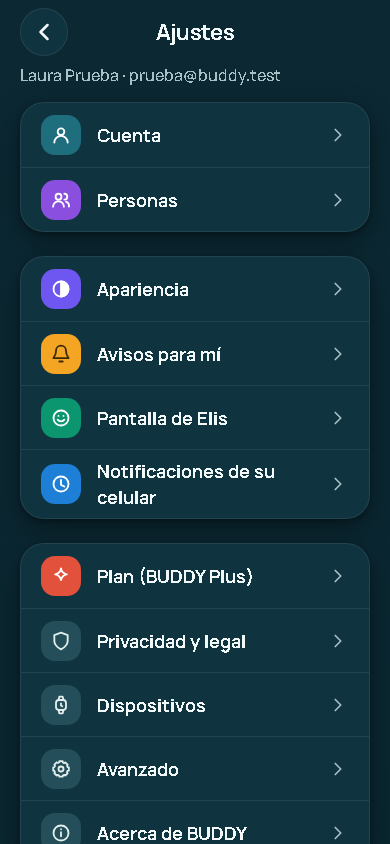 Ajustes
Laura Prueba · prueba@buddy.test
Cuenta
Personas
Apariencia
Avisos para mí
Pantalla de Elis
Notificaciones de su
celular
Plan (BUDDY Plus)
Privacidad y legal
Dispositivos
Avanzado
Acerca de BUDDY